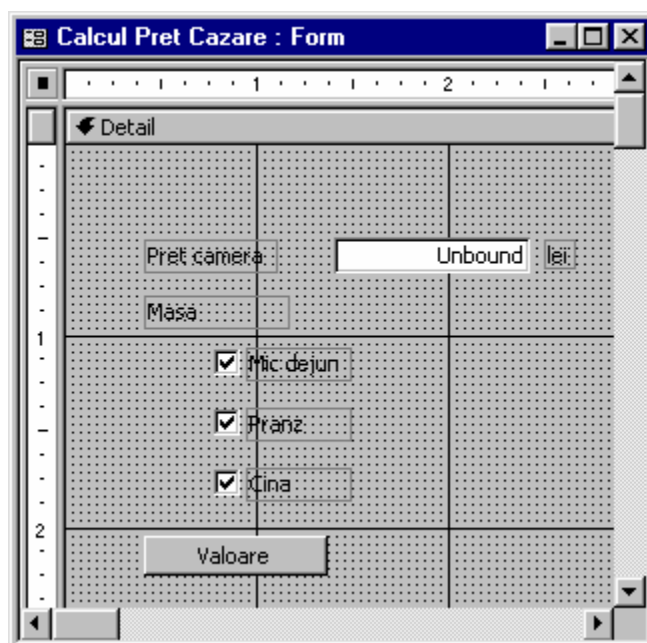 Calcul Pret Cazare : Form
1 2
Detail
Pret camera Unbound lei
Masa
1
Mic dejun
Pranz
Cina
2
Valoare